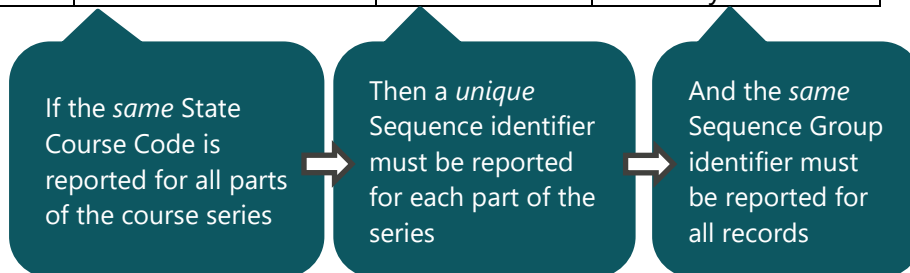 If the same State
Course Code is
reported for all parts
of the course series
Then a unique
Sequence identifier
must be reported
for each part of the
series
And the same
Sequence Group
identifier must
be reported for
all records